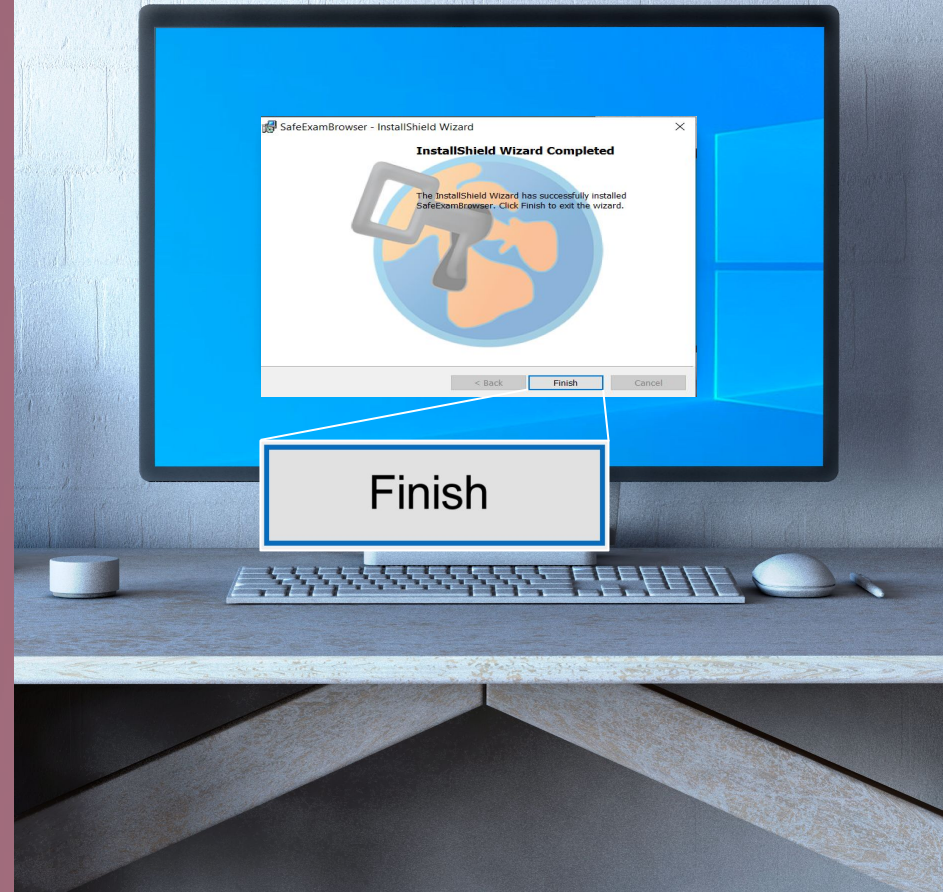 SafeExamBrowser - InstallShield Wizard
InstallShield Wizard Completed
The InstallShield Wizard has successfully installed
SafeExamBrowser. Click Finish to exit the wizard.
< Back
Finish
Cancel
Finish